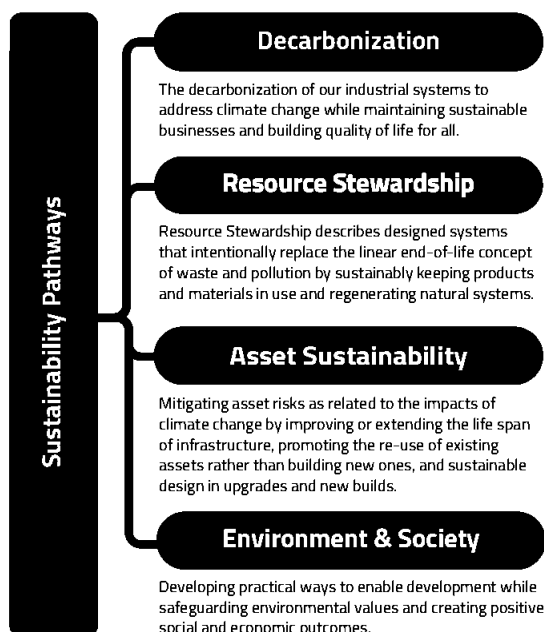 Sustainability Pathways
Decarbonization
The decarbonization of our industrial systems to
address climate change while maintaining sustainable
businesses and building quality of life for all.
Resource Stewardship
Resource Stewardship describes designed systems
that intentionally replace the linear end-of-life concept
of waste and pollution by sustainably keeping products
and materials in use and regenerating natural systems.
Asset Sustainability
Mitigating asset risks as related to the impacts of
climate change by improving or extending the life span
of infrastructure, promoting the re-use of existing
assets rather than building new ones, and sustainable
design in upgrades and new builds.
Environment & Society
Developing practical ways to enable development while
safeguarding environmental values and creating positive
social and economic outcomes.